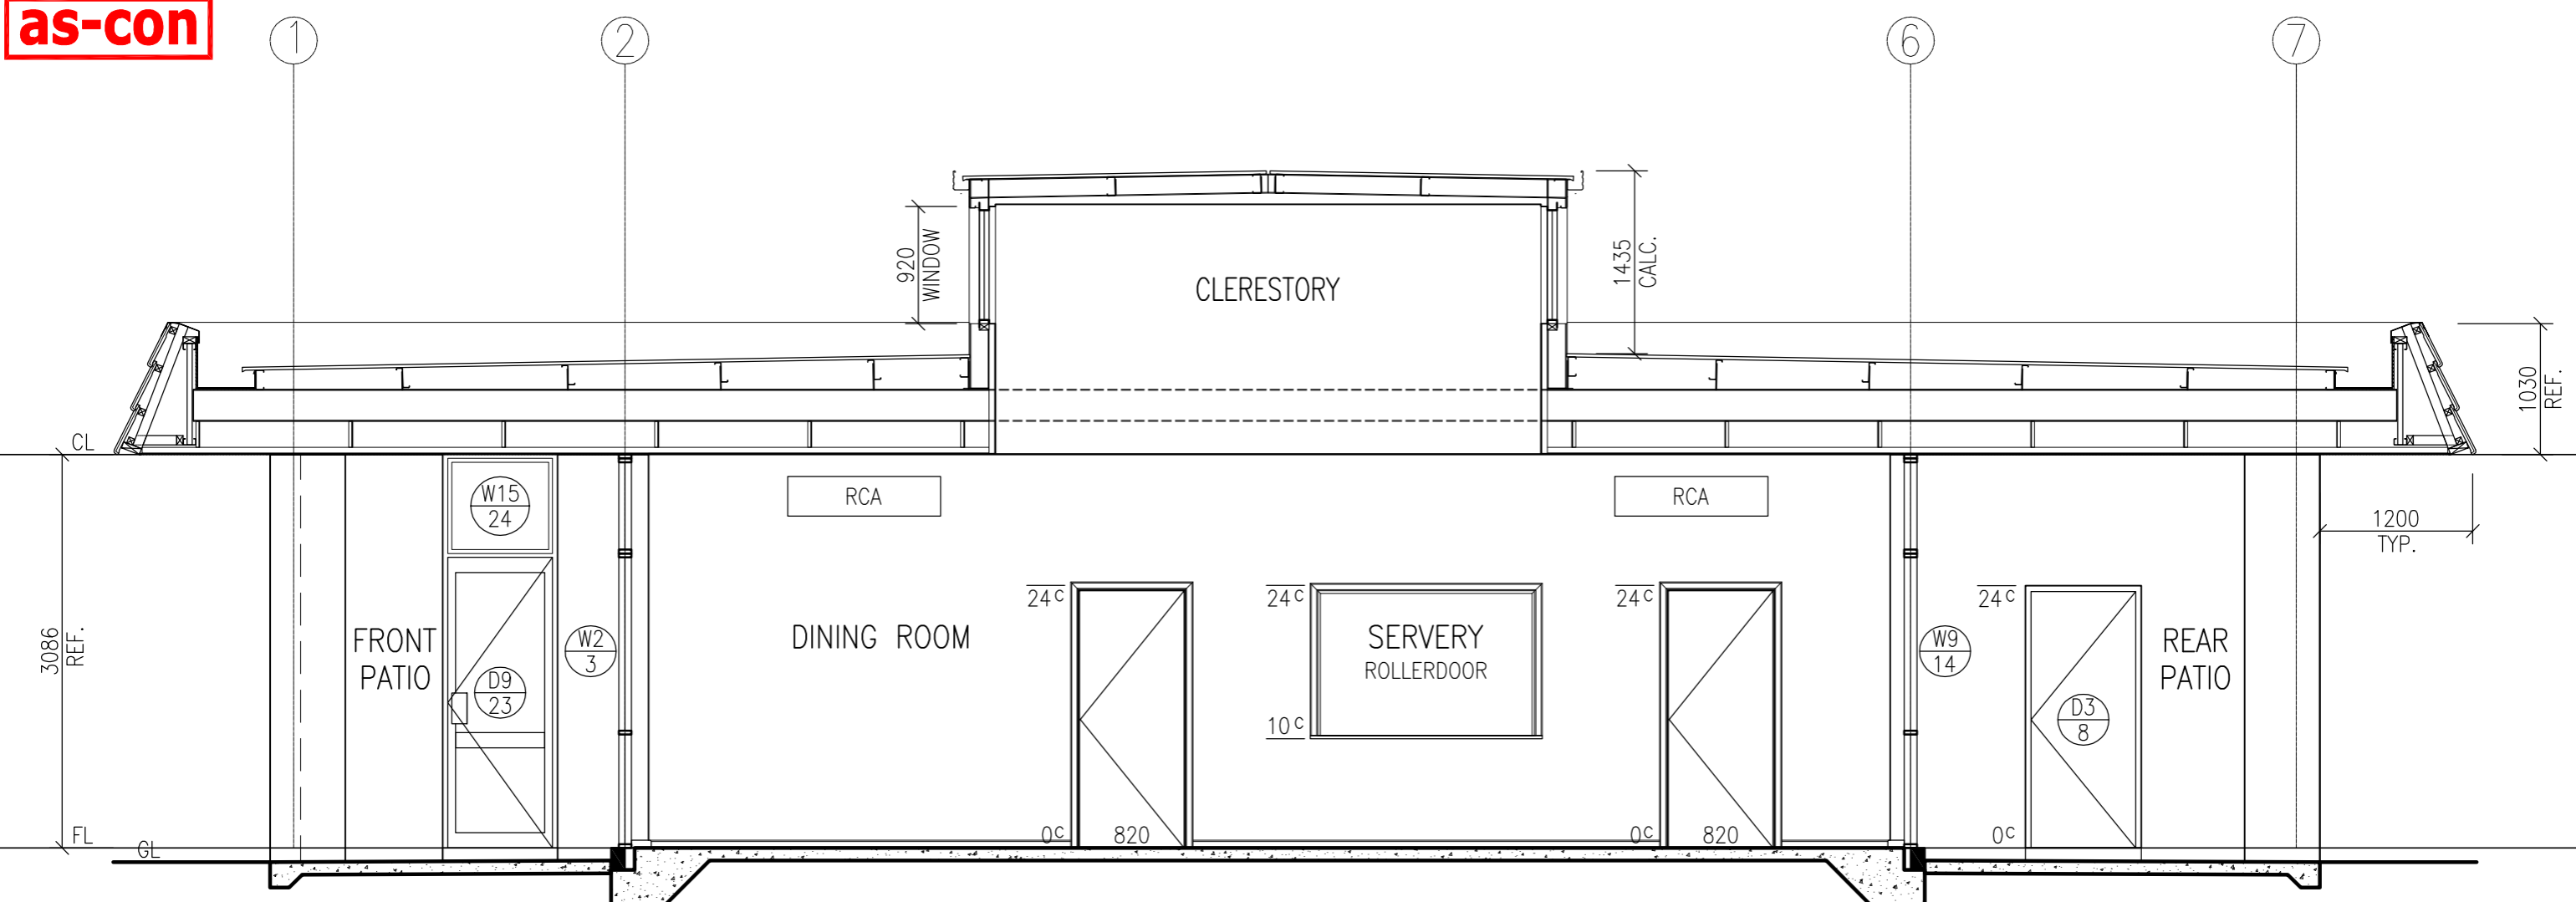 as-con
1
2
6
7
920
WINDOW
CLERESTORY
1435
CALC.
1030
REF.
CL
W15
24
RCA
RCA
1200
TYP.
24c
24c
24c
24c
3086
REF.
FRONT
PATIO
W2
3
D9
23
DINING ROOM
SERVERY
ROLLERDOOR
W9
14
REAR
PATIO
D3
8
10c
FL
GL
0c
820
0c
820
0c